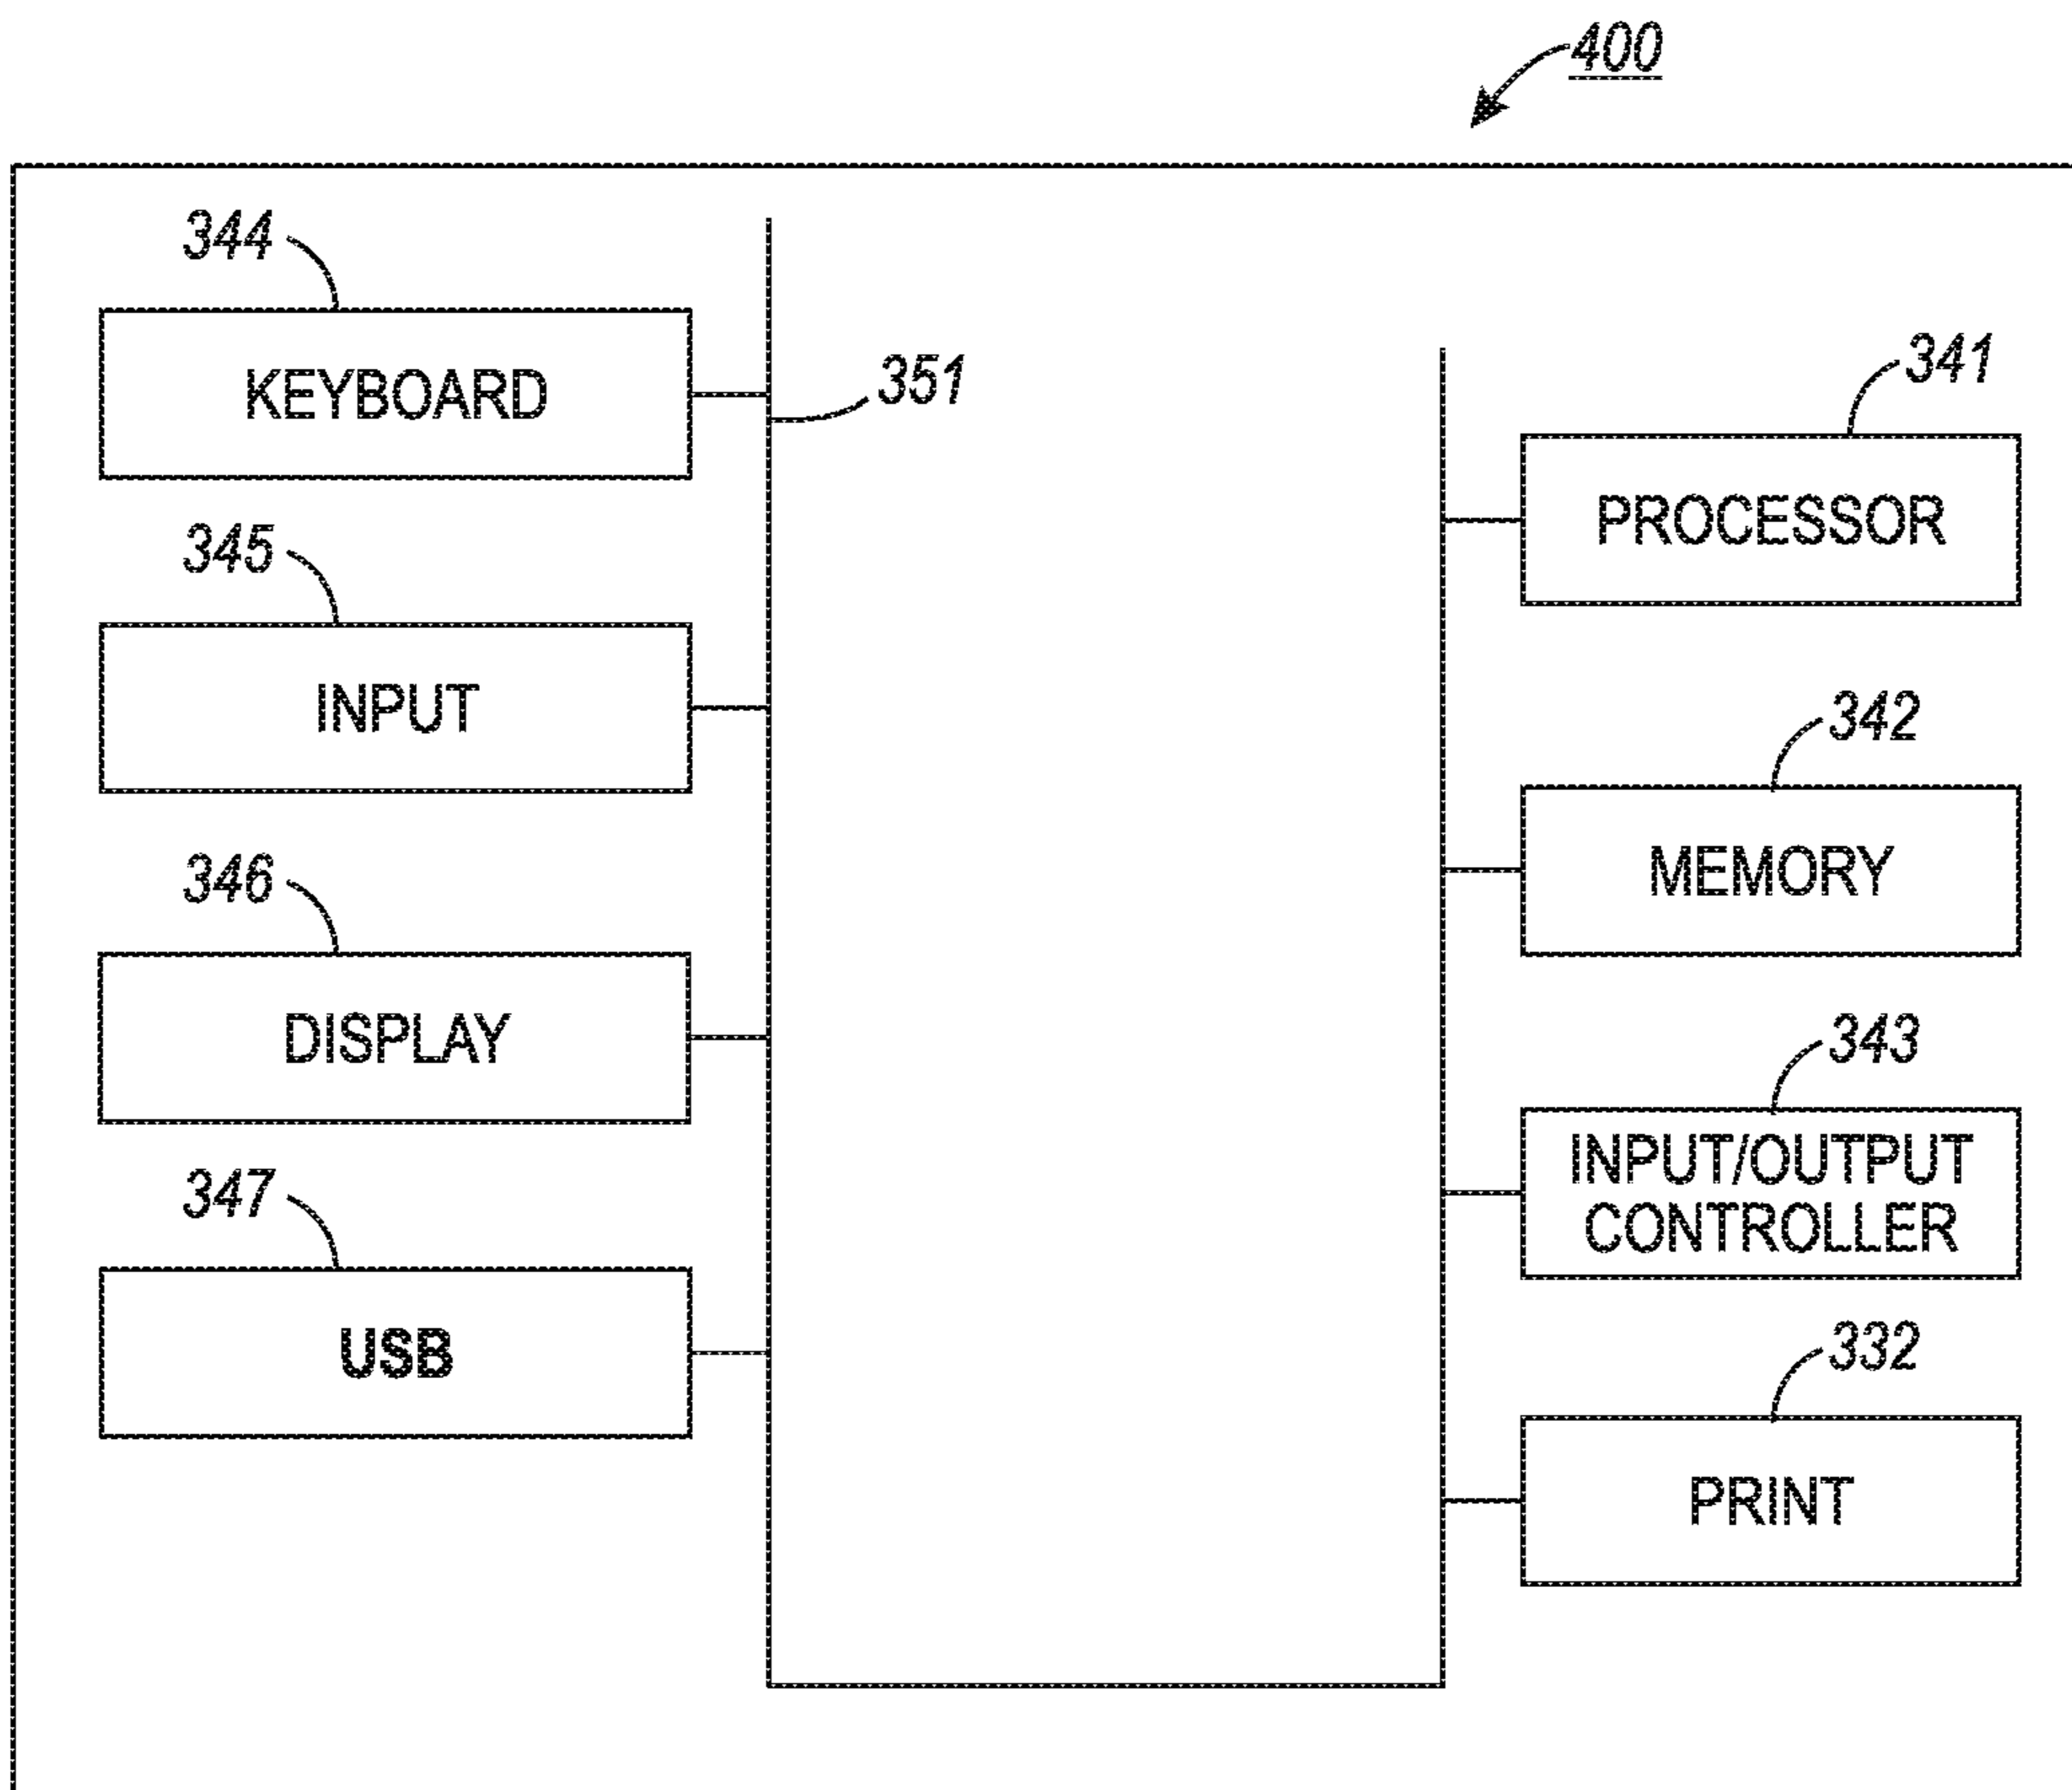 400
344
KEYBOARD
351
341
PROCESSOR
345
INPUT
342
MEMORY
346
DISPLAY
343
INPUT/OUTPUT
CONTROLLER
347
USB
332
PRINT